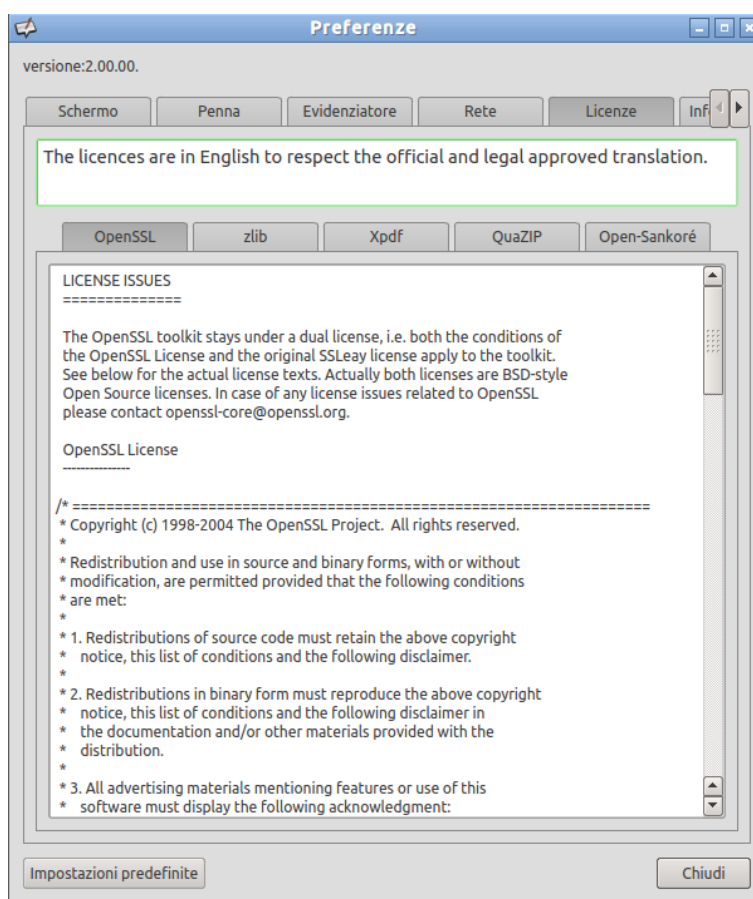 Preferenze
versione:2.00.00.
Schermo Penna Evidenziatore Rete Licenze
The licences are in English to respect the official and legal approved translation.
OpenSSL zlib Xpdf QuaZIP Open-Sankoré
LICENSE ISSUES
==============
The OpenSSL toolkit stays under a dual license, i.e. both the conditions of
the OpenSSL License and the original SSLeay license apply to the toolkit.
See below for the actual license texts. Actually both licenses are BSD-style
Open Source licenses. In case of any license issues related to OpenSSL
please contact openssl-core@openssl.org.
OpenSSL License
---------------
/* ====================================================================
* Copyright (c) 1998-2004 The OpenSSL Project.  All rights reserved.
*
* Redistribution and use in source and binary forms, with or without
* modification, are permitted provided that the following conditions
* are met:
*
* 1. Redistributions of source code must retain the above copyright
*    notice, this list of conditions and the following disclaimer.
*
* 2. Redistributions in binary form must reproduce the above copyright
*    notice, this list of conditions and the following disclaimer in
*    the documentation and/or other materials provided with the
*    distribution.
*
* 3. All advertising materials mentioning features or use of this
*    software must display the following acknowledgment:
Impostazioni predefinite Chiudi